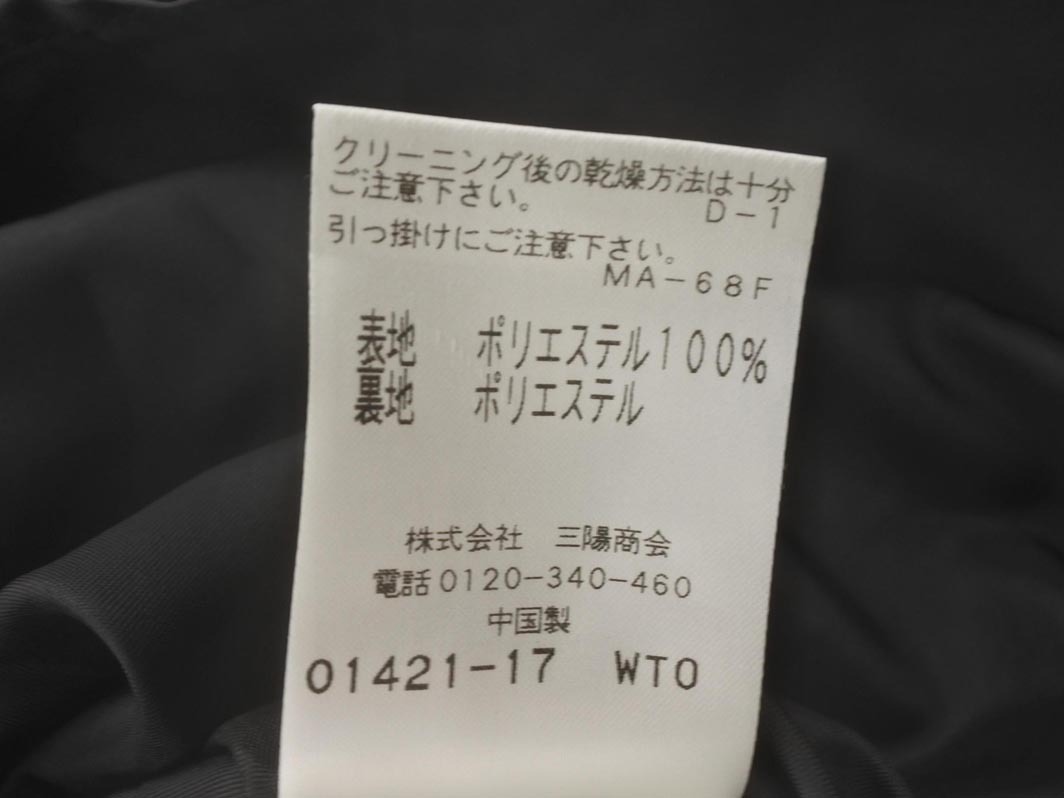 クリーニング後の乾燥方法は十分
ご注意下さい。 D-1
引っ掛けにご注意下さい。
MA-68F
表地 ポリエステル100%
裏地 ポリエステル
株式会社 三陽商会
電話0120-340-460
中国製
01421-17 WTO